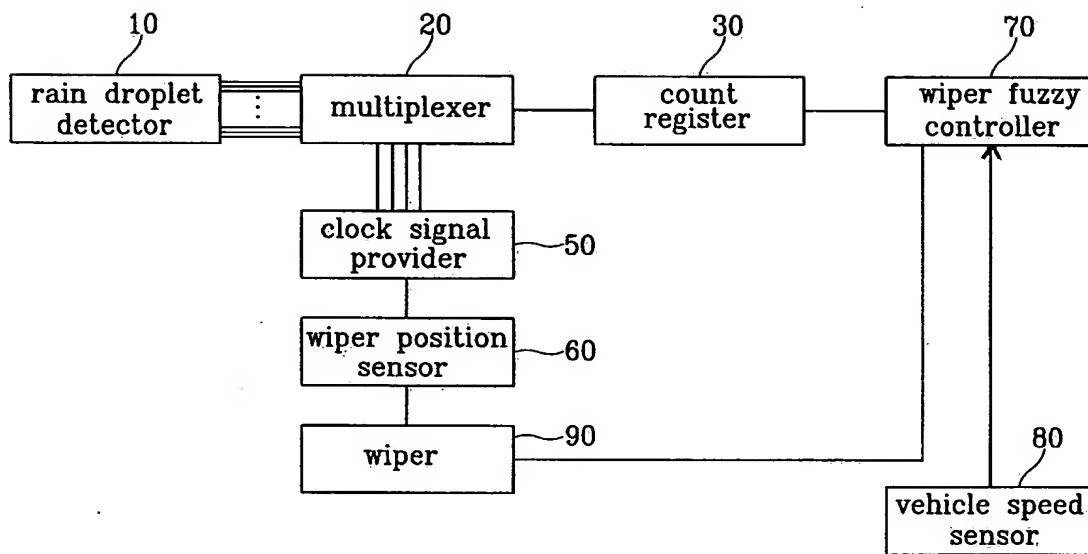 10
20
30
70
rain droplet
detector
multiplexer
count
register
wiper fuzzy
controller
clock signal
provider
50
wiper position
sensor
60
wiper
90
80
vehicle speed
sensor